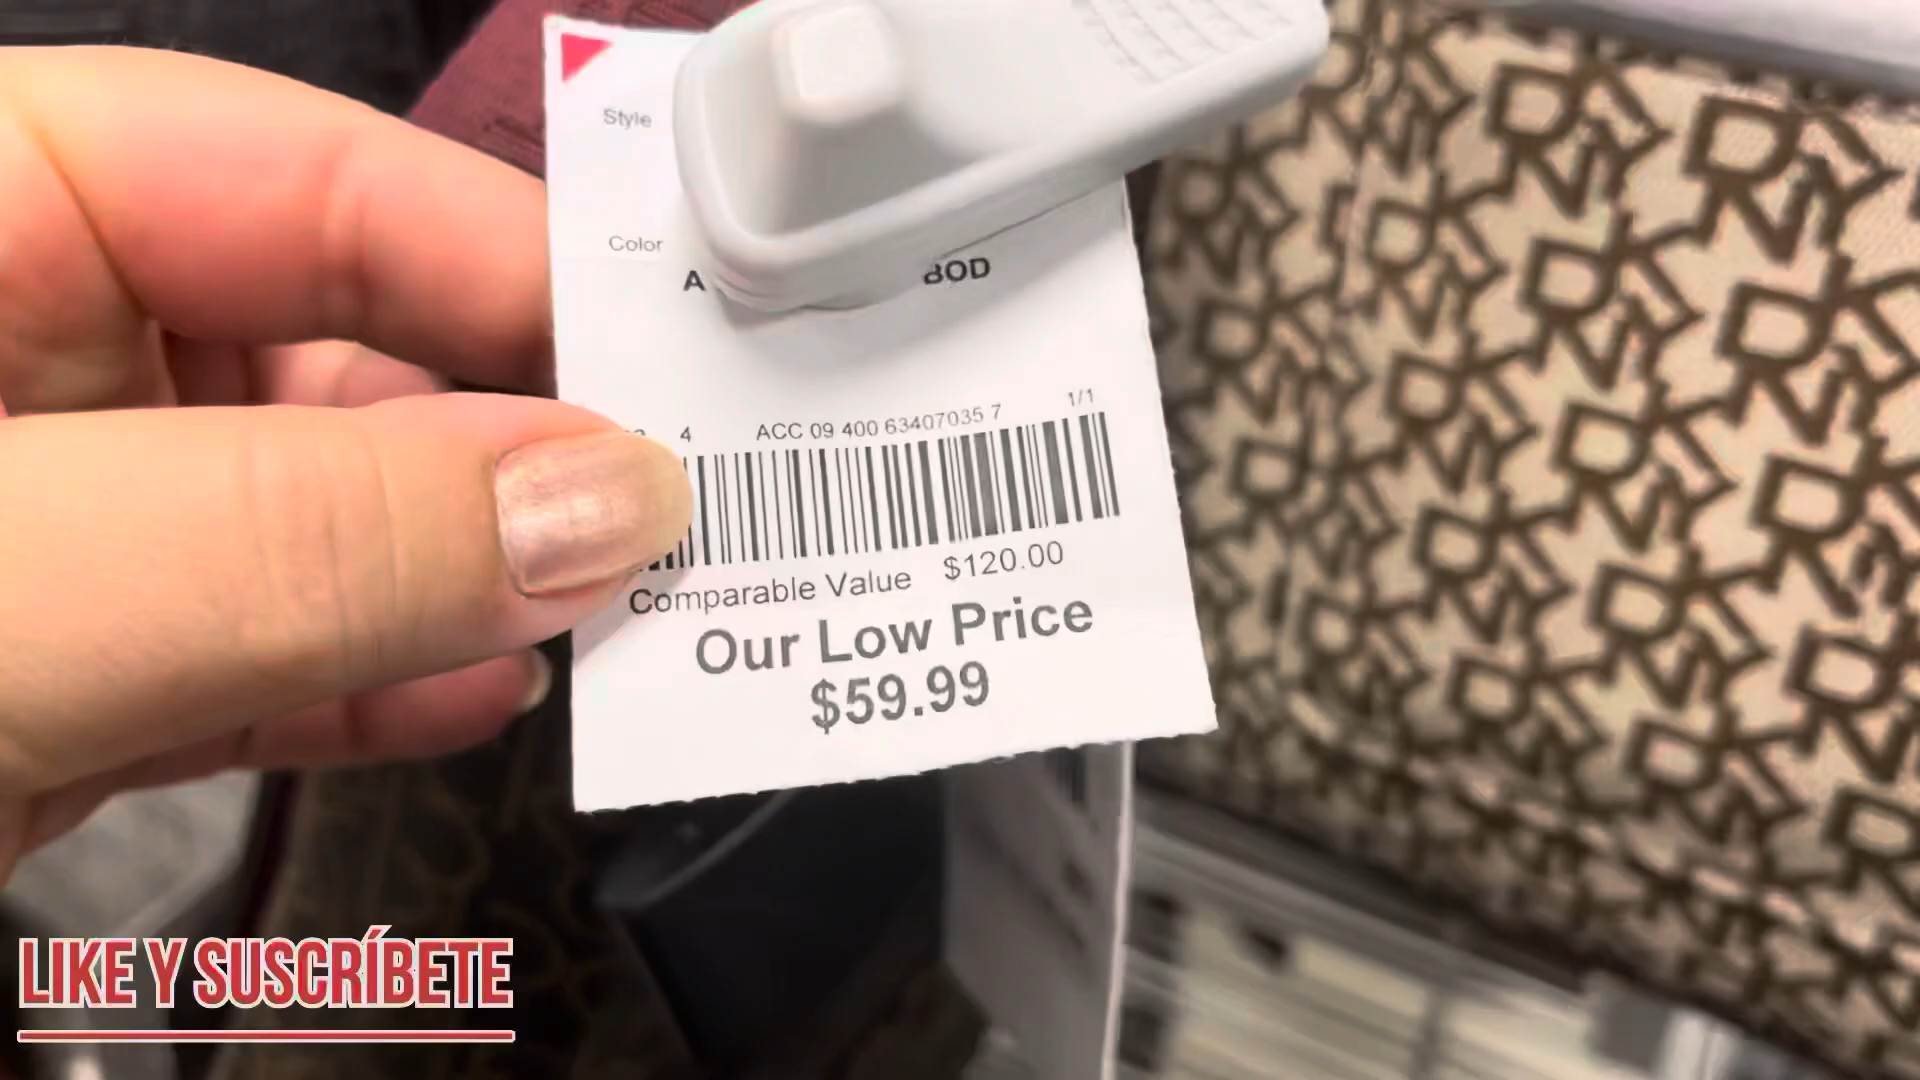 Style
Color
A BOD
4 ACC 09 400 63407035 7 1/1
Comparable Value $120.00
Our Low Price
$59.99
LIKE Y SUSCRÍBETE